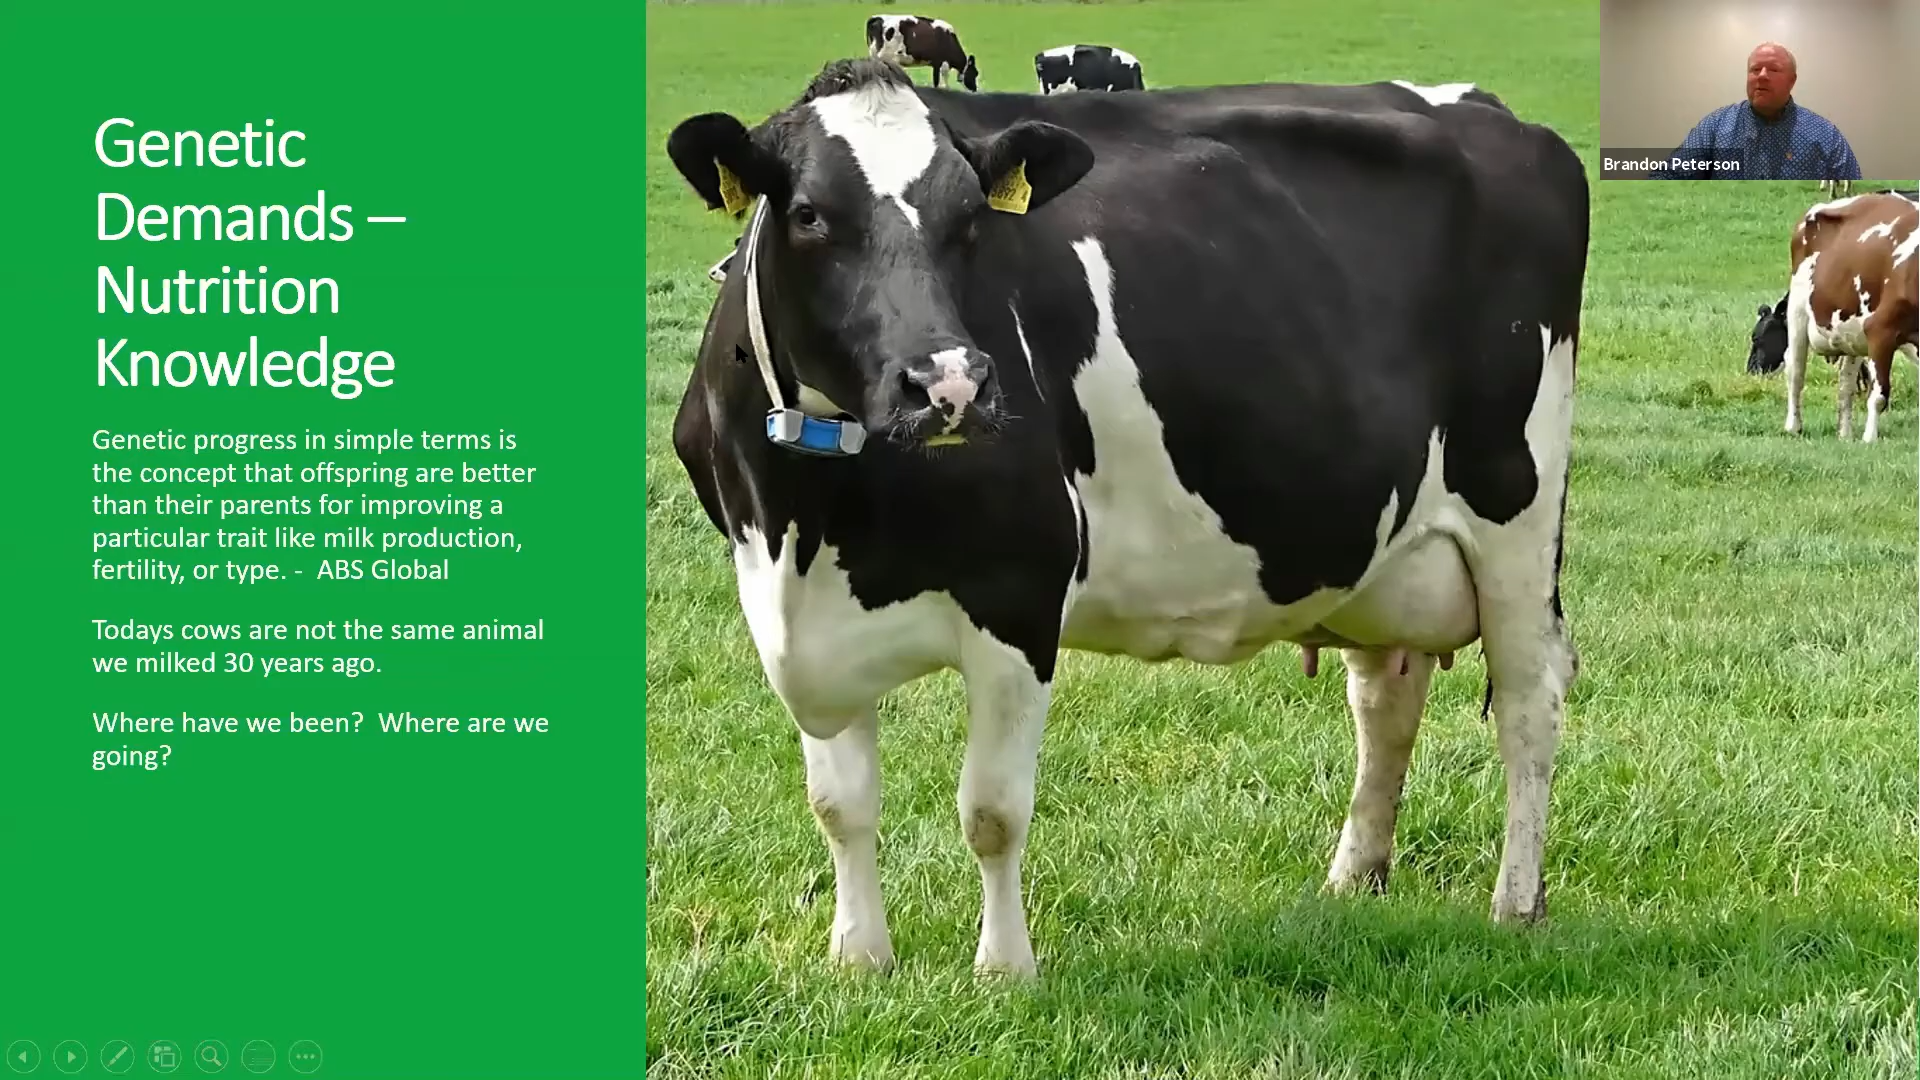 Genetic
Demands –
Nutrition
Knowledge
Genetic progress in simple terms is
the concept that offspring are better
than their parents for improving a
particular trait like milk production,
fertility, or type. -  ABS Global
Todays cows are not the same animal
we milked 30 years ago.
Where have we been?  Where are we
going?
Brandon Peterson